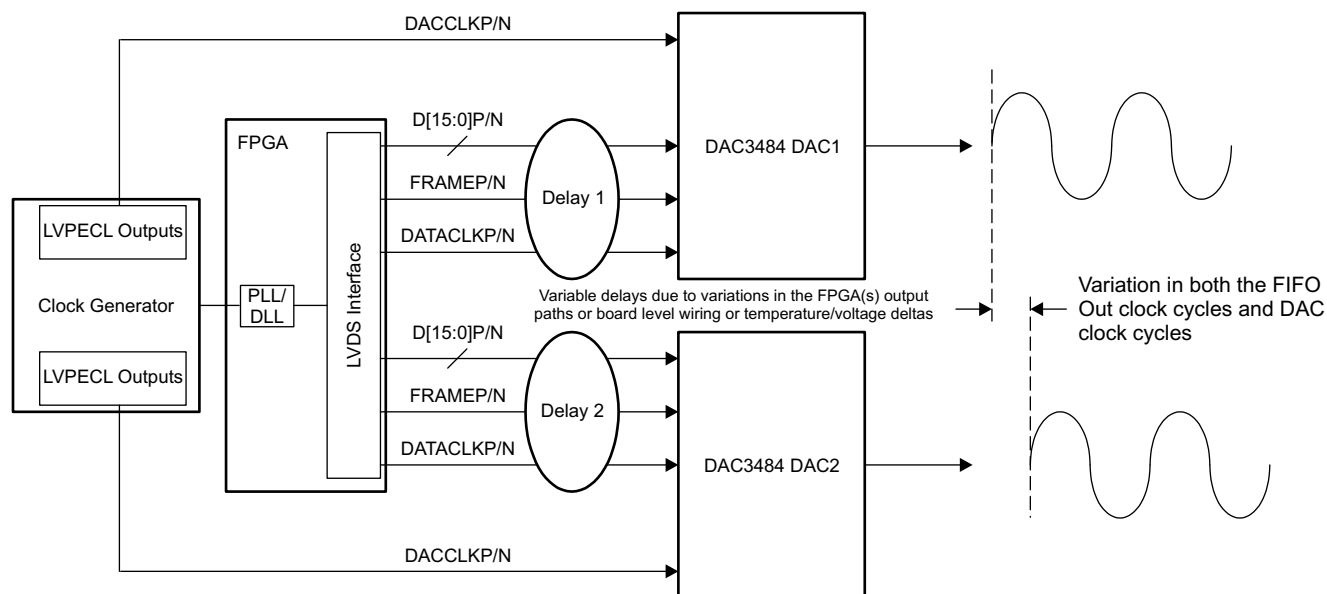 DACCLKP/N
D[15:0]P/N
FPGA
DAC3484 DAC1
FRAMEP/N
Delay 1
LVPECL Outputs
DATACLKP/N
LVDS Interface
Clock Generator
PLL/
DLL
Variable delays due to variations in the FPGA(s) output
paths or board level wiring or temperature/voltage deltas
Variation in both the FIFO
Out clock cycles and DAC
clock cycles
D[15:0]P/N
LVPECL Outputs
FRAMEP/N
Delay 2
DATACLKP/N
DAC3484 DAC2
DACCLKP/N